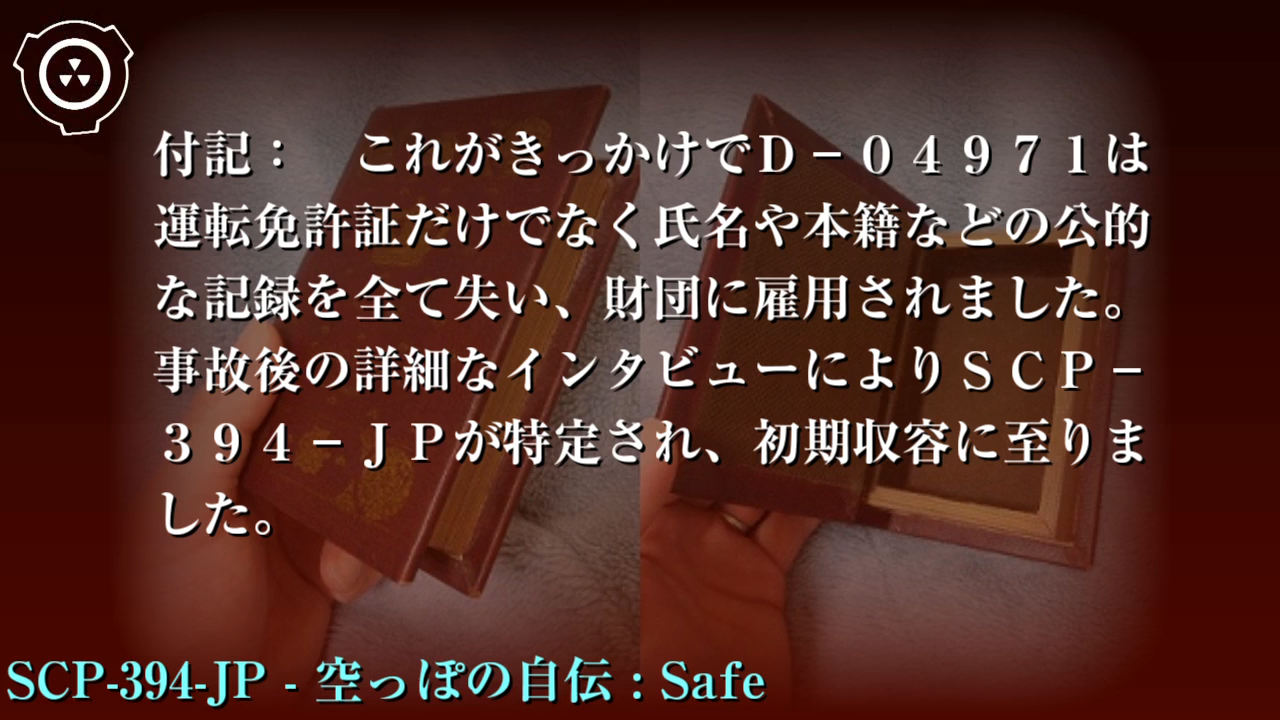 付記：　これがきっかけでＤ－０４９７１は
運転免許証だけでなく氏名や本籍などの公的
な記録を全て失い、財団に雇用されました。
事故後の詳細なインタビューによりＳＣＰ－
３９４－ＪＰが特定され、初期収容に至りま
した。
SCP-394-JP - 空っぽの自伝 : Safe